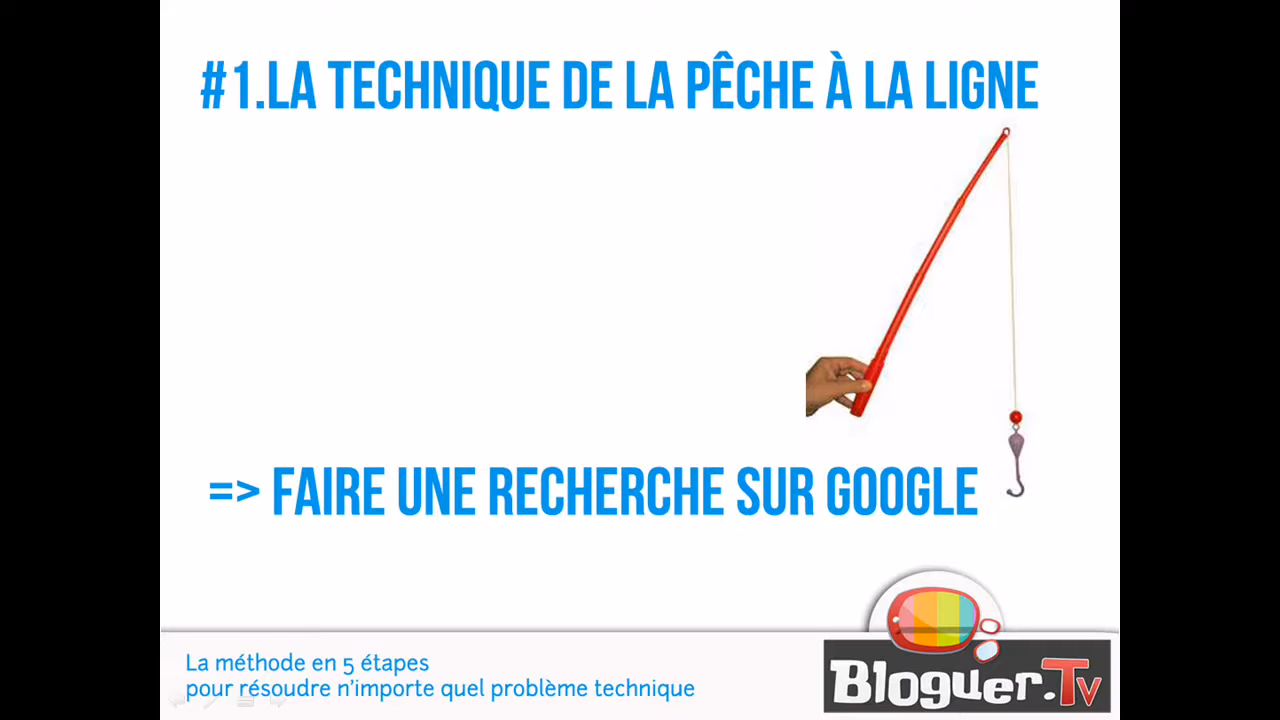 #1.LA TECHNIQUE DE LA PÊCHE À LA LIGNE
=> FAIRE UNE RECHERCHE SUR GOOGLE
La méthode en 5 étapes
pour résoudre n'importe quel problème technique
Bloguer.Tv